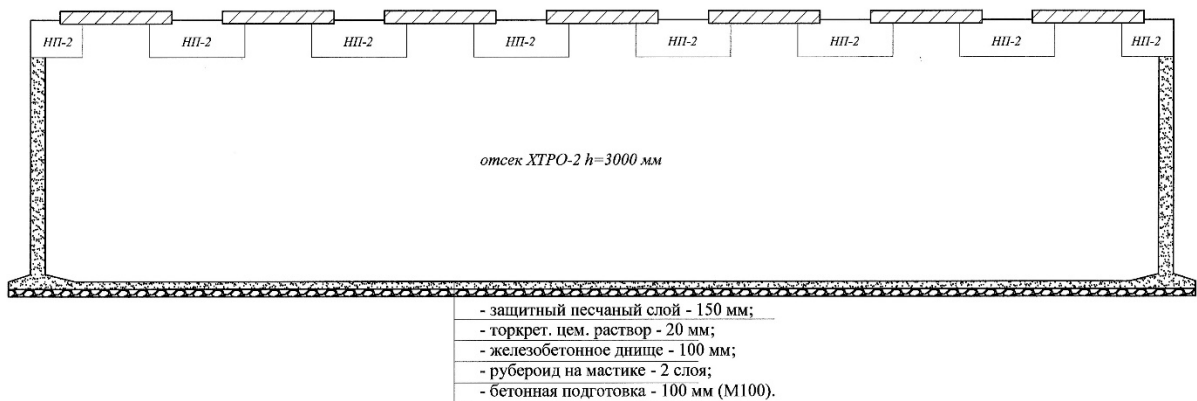 НП-2 НП-2 НП-2 НП-2 НП-2 НП-2 НП-2 НП-2
отсек ХТРО-2 h=3000 мм
- защитный песчаный слой - 150 мм;
- торкрет. цем. раствор - 20 мм;
- железобетонное днище - 100 мм;
- рубероид на мастике - 2 слоя;
- бетонная подготовка - 100 мм (М100).